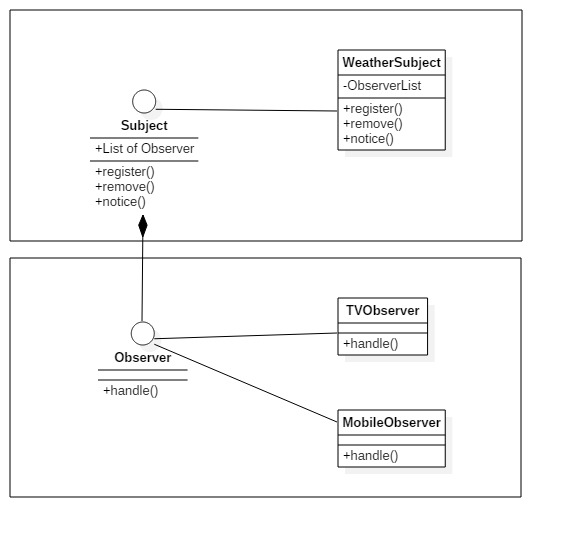 WeatherSubject
-ObserverList
+register()
+remove()
+notice()
Subject
+List of Observer
+register()
+remove()
+notice()
TVObserver
+handle()
Observer
+handle()
MobileObserver
+handle()